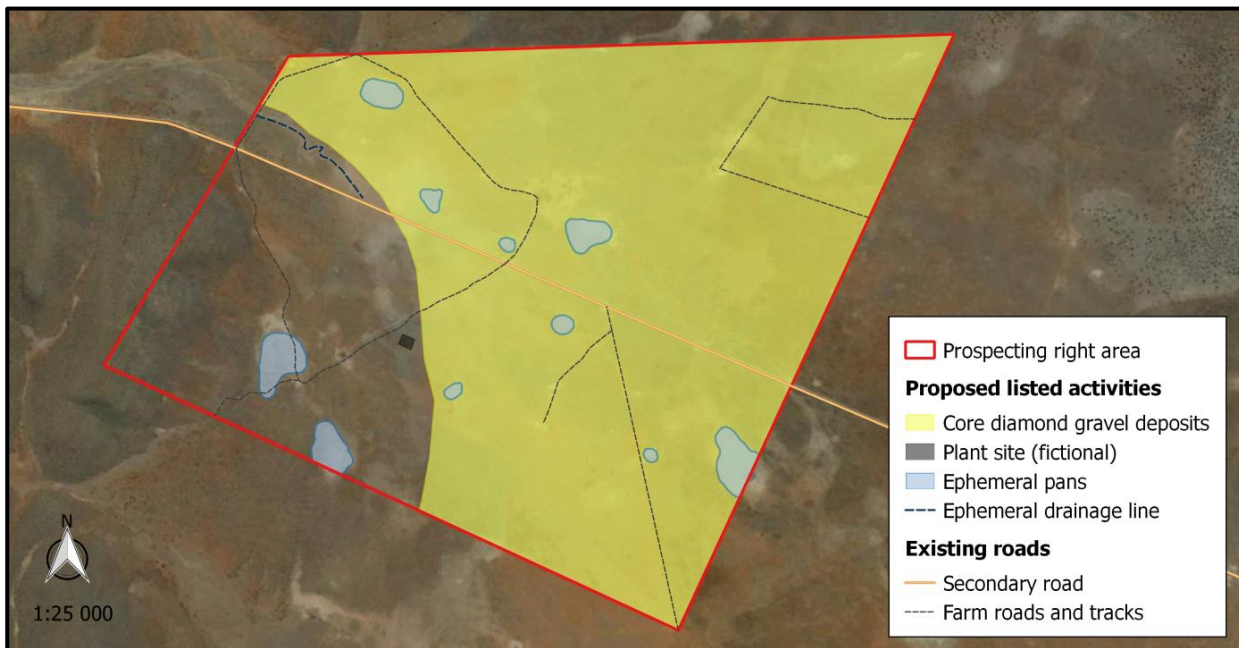 Prospecting right area
Proposed listed activities
Core diamond gravel deposits
Plant site (fictional)
Ephemeral pans
Ephemeral drainage line
Existing roads
Secondary road
Farm roads and tracks
N
1:25 000